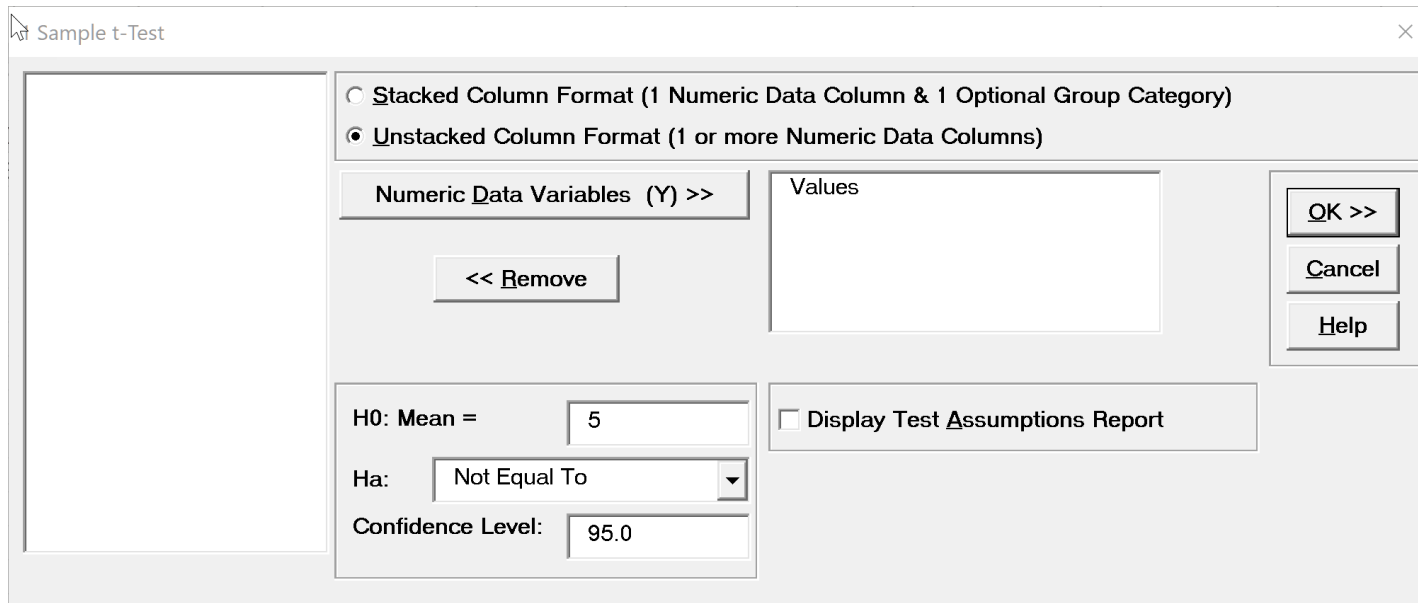 Sample t-Test
Stacked Column Format (1 Numeric Data Column & 1 Optional Group Category)
Unstacked Column Format (1 or more Numeric Data Columns)
Numeric Data Variables (Y) >>
Values
<< Remove
OK >>
Cancel
Help
H0: Mean =
5
Ha:
Not Equal To
Confidence Level:
95.0
Display Test Assumptions Report